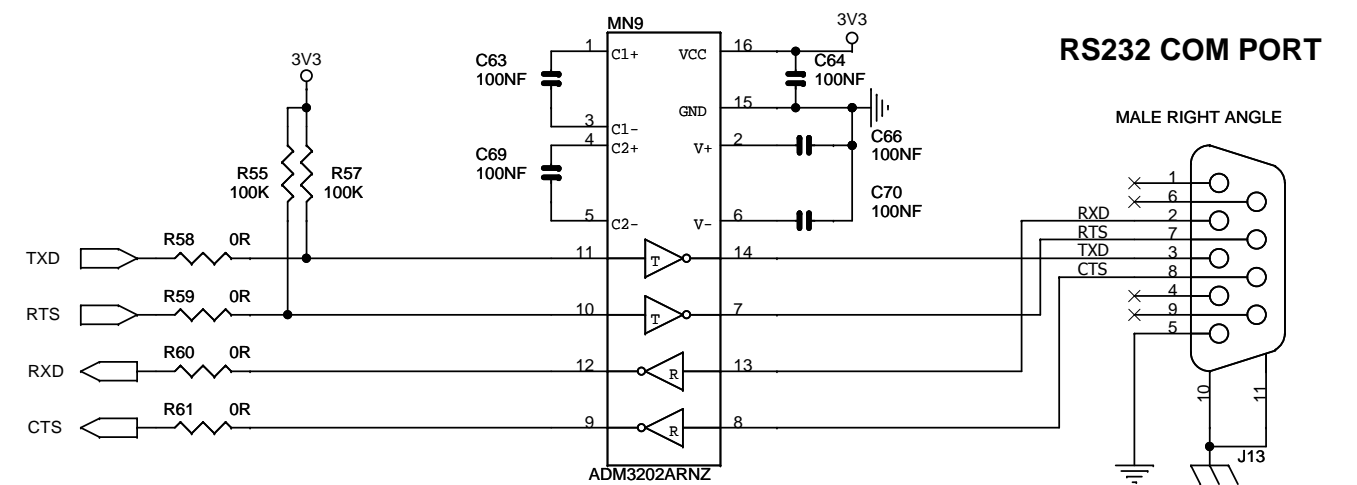 RS232 COM PORT
MALE RIGHT ANGLE
3V3
R55
100K
R57
100K
TXD
R58 0R
RTS
R59 0R
RXD
R60 0R
CTS
R61 0R
C63
100NF
C69
100NF
MN9
1 C1+
3 C1-
4 C2+
5 C2-
11 T 14
10 T 7
12 R 13
9 R 8
VCC 16
GND 15
V+ 2
V- 6
ADM3202ARNZ
3V3
C64
100NF
C66
100NF
C70
100NF
1
6
RXD 2
RTS 7
TXD 3
CTS 8
4
9
5
10
11
J13